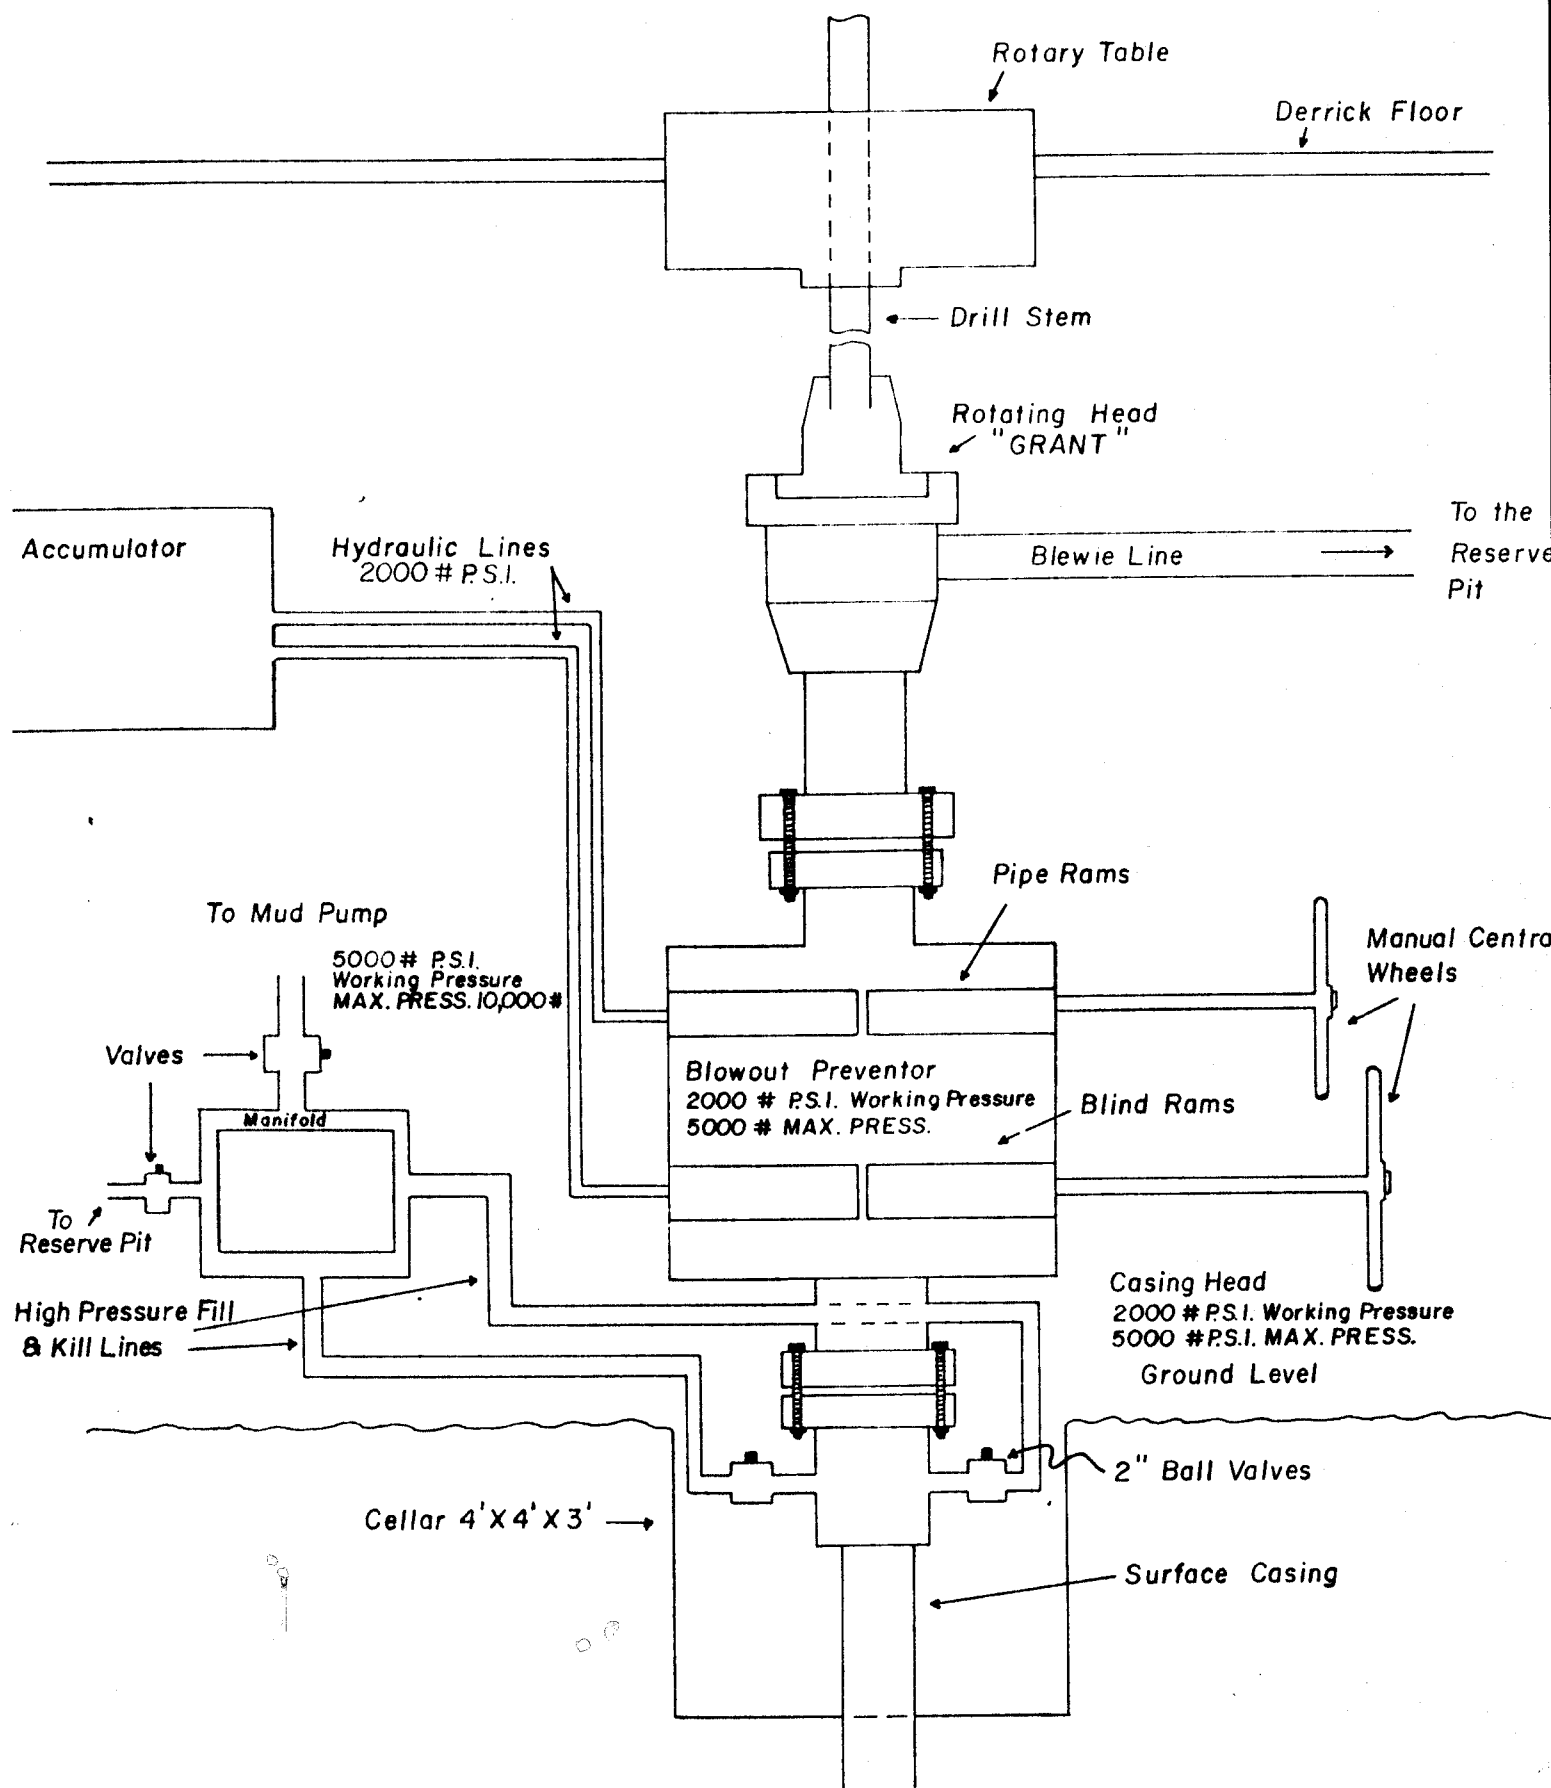 Rotary Table
Derrick Floor
Drill Stem
Rotating Head
"GRANT"
To the
Reserve
Pit
Blewie Line
Accumulator
Hydraulic Lines
2000 # P.S.I.
Pipe Rams
To Mud Pump
5000 # P.S.I.
Working Pressure
MAX. PRESS. 10,000 #
Manual Centra
Wheels
Valves
Manifold
Blowout Preventor
2000 # P.S.I. Working Pressure
5000 # MAX. PRESS.
Blind Rams
To
Reserve Pit
High Pressure Fill
& Kill Lines
Casing Head
2000 # P.S.I. Working Pressure
5000 # P.S.I. MAX. PRESS.
Ground Level
2" Ball Valves
Cellar 4' X 4' X 3'
Surface Casing